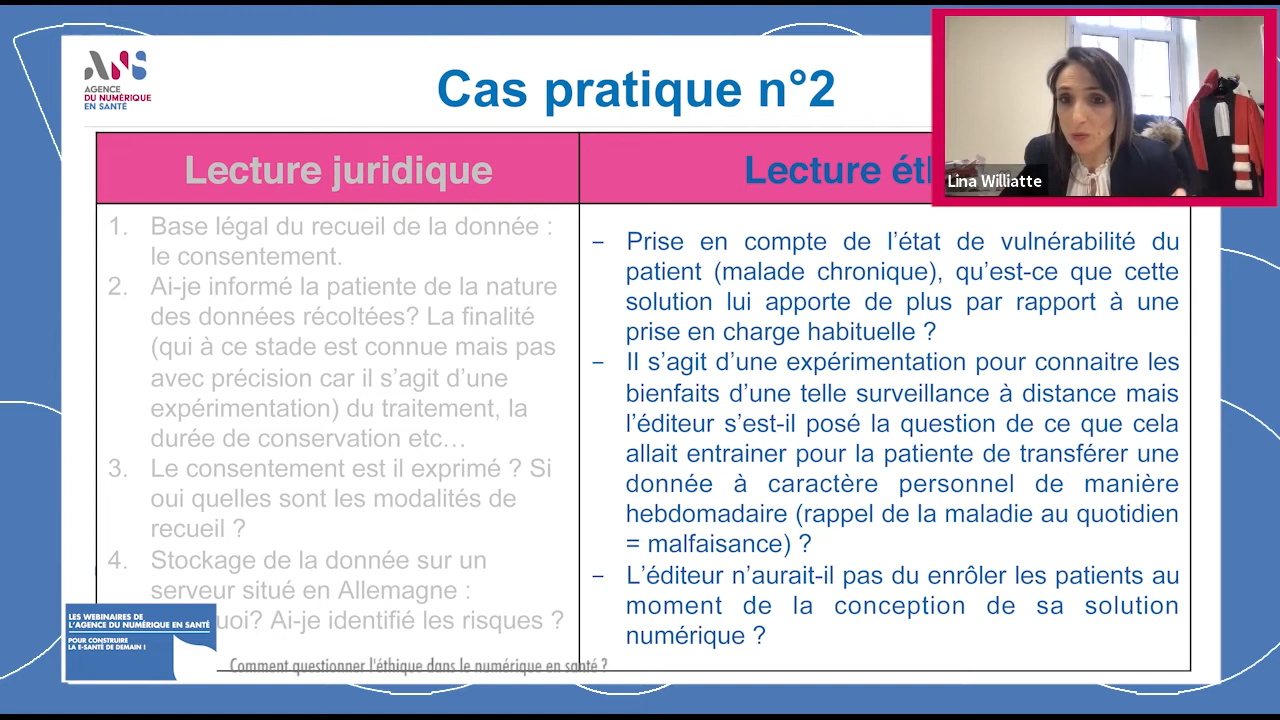 ANS
AGENCE
DU NUMÉRIQUE
EN SANTÉ
Cas pratique n°2
Lina Williatte
Lecture juridique
1. Base légal du recueil de la donnée :
le consentement.
2. Ai-je informé la patiente de la nature
des données récoltées? La finalité
(qui à ce stade est connue mais pas
avec précision car il s’agit d’une
expérimentation) du traitement, la
durée de conservation etc…
3. Le consentement est il exprimé ? Si
oui quelles sont les modalités de
recueil ?
4. Stockage de la donnée sur un
serveur situé en Allemagne :
Ai-je identifié les risques ?
Lecture
– Prise en compte de l’état de vulnérabilité du
patient (malade chronique), qu’est-ce que cette
solution lui apporte de plus par rapport à une
prise en charge habituelle ?
– Il s’agit d’une expérimentation pour connaitre les
bienfaits d’une telle surveillance à distance mais
l’éditeur s’est-il posé la question de ce que cela
allait entrainer pour la patiente de transférer une
donnée à caractère personnel de manière
hebdomadaire (rappel de la maladie au quotidien
= malfaisance) ?
– L’éditeur n’aurait-il pas du enrôler les patients au
moment de la conception de sa solution
numérique ?
LES WEBINAIRES DE
L'AGENCE DU NUMÉRIQUE EN SANTÉ
POUR CONSTRUIRE
LA E-SANTÉ DE DEMAIN !
Comment questionner l'éthique dans le numérique en santé ?